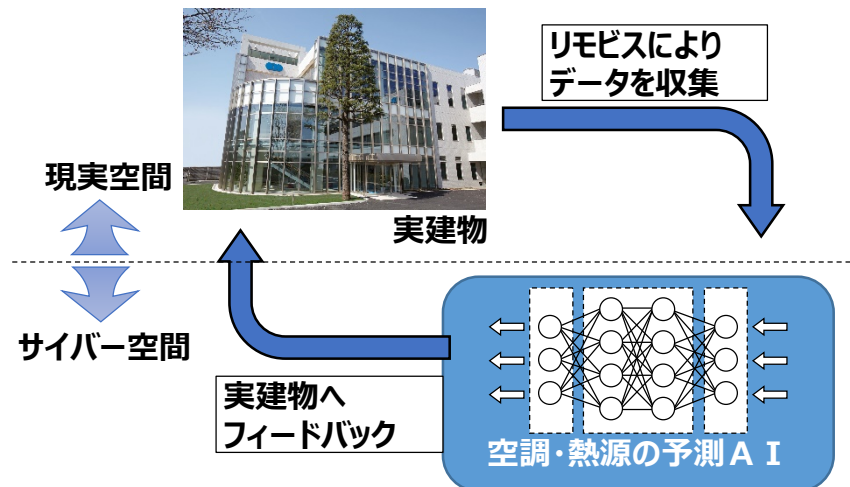 リモビスにより
データを収集
現実空間
実建物
サイバー空間
実建物へ
フィードバック
空調・熱源の予測ＡＩ